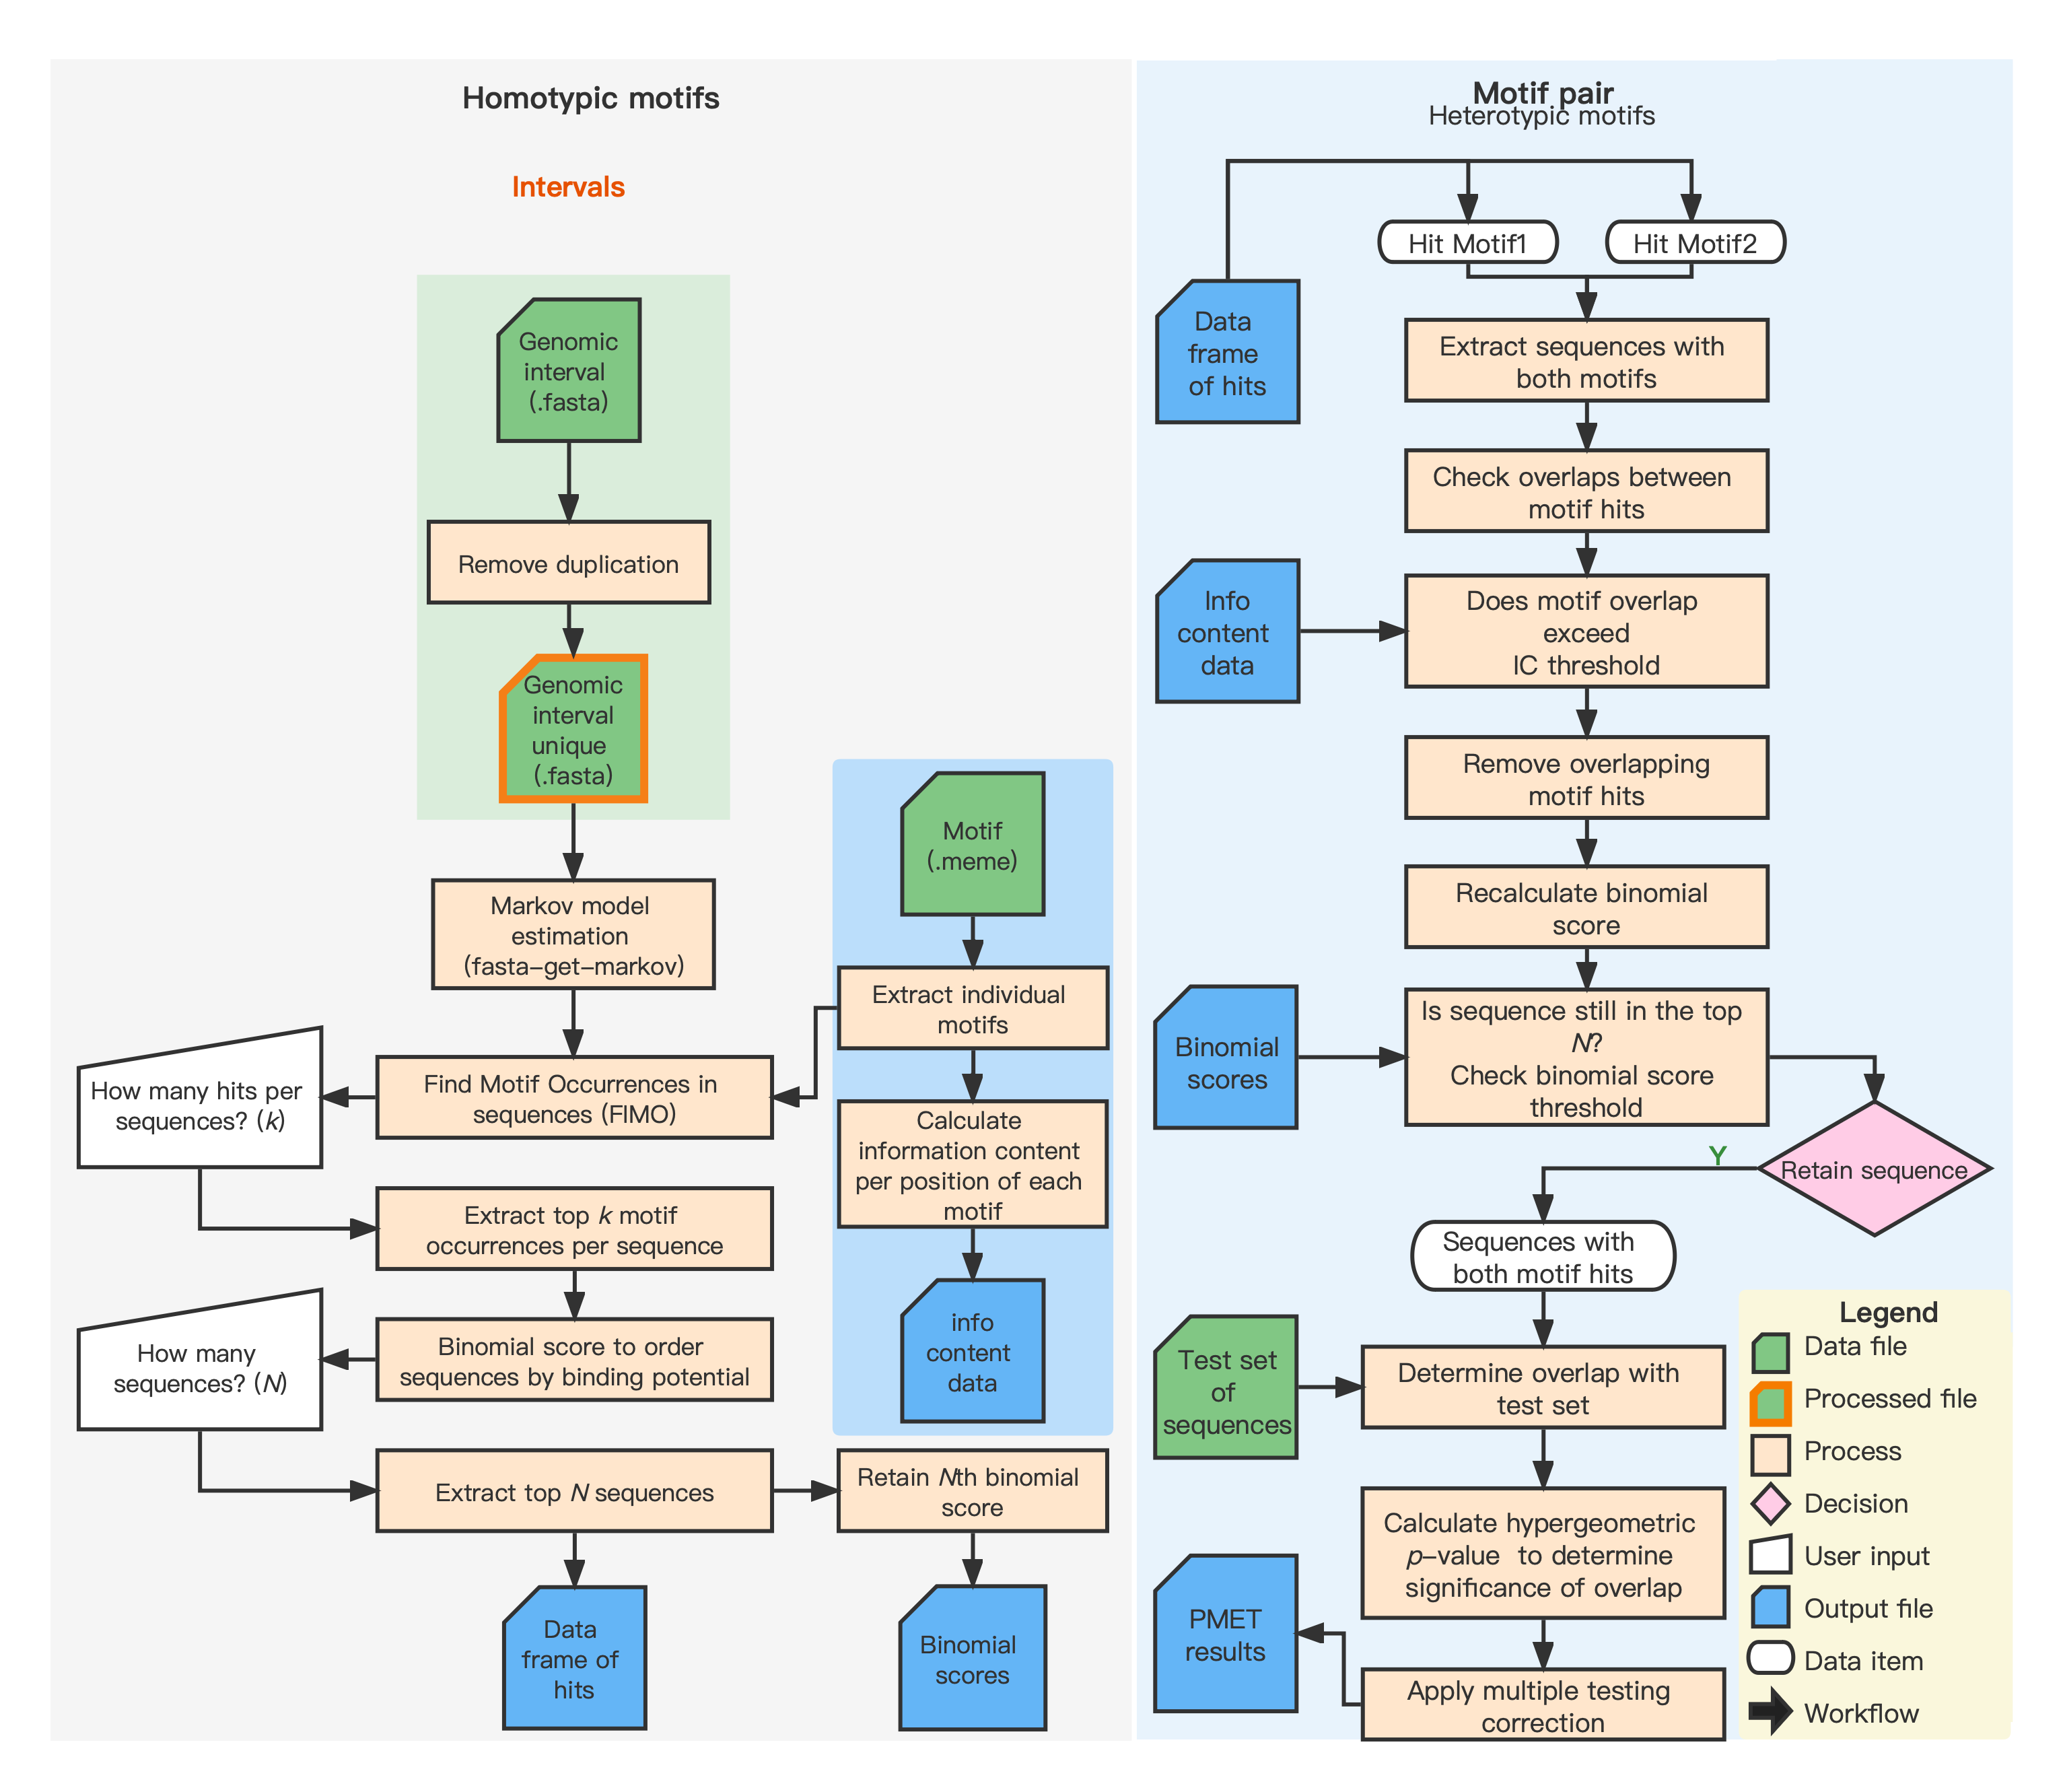 Homotypic motifs
Intervals
Genomic
interval
(.fasta)
Remove duplication
Genomic
interval
unique
(.fasta)
Markov model
estimation
(fasta-get-markov)
Motif
(.meme)
Extract individual
motifs
Find Motif Occurrences in
sequences (FIMO)
How many hits per
sequences? (k)
Calculate
information content
per position of each
motif
Extract top k motif
occurrences per sequence
Binomial score to order
sequences by binding potential
How many
sequences? (N)
info
content
data
Extract top N sequences
Retain Nth binomial
score
Data
frame of
hits
Binomial
scores
Motif pair
Heterotypic motifs
Hit Motif1
Hit Motif2
Data
frame
of hits
Extract sequences with
both motifs
Check overlaps between
motif hits
Info
content
data
Does motif overlap
exceed
IC threshold
Remove overlapping
motif hits
Recalculate binomial
score
Binomial
scores
Is sequence still in the top
N?
Check binomial score
threshold
Y
Retain sequence
Sequences with
both motif hits
Test set
of
sequences
Determine overlap with
test set
Calculate hypergeometric
p-value to determine
significance of overlap
PMET
results
Apply multiple testing
correction
Legend
Data file
Processed file
Process
Decision
User input
Output file
Data item
Workflow